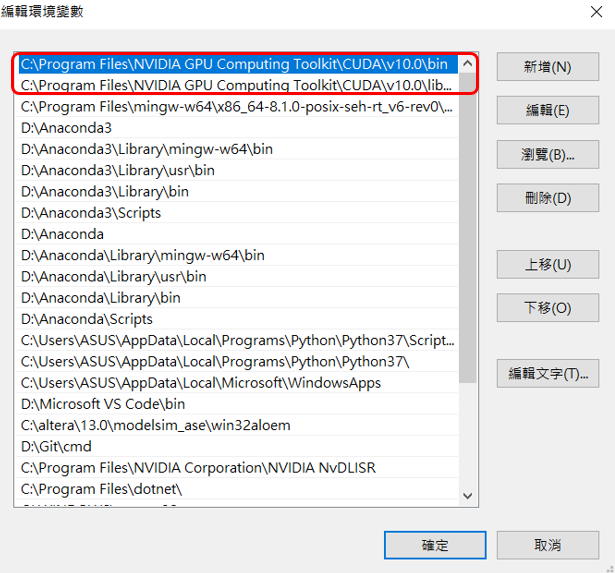 編輯環境變數
C:\Program Files\NVIDIA GPU Computing Toolkit\CUDA\v10.0\bin
C:\Program Files\NVIDIA GPU Computing Toolkit\CUDA\v10.0\lib...
C:\Program Files\mingw-w64\x86_64-8.1.0-posix-seh-rt_v6-rev0\...
D:\Anaconda3
D:\Anaconda3\Library\mingw-w64\bin
D:\Anaconda3\Library\usr\bin
D:\Anaconda3\Library\bin
D:\Anaconda3\Scripts
D:\Anaconda
D:\Anaconda\Library\mingw-w64\bin
D:\Anaconda\Library\usr\bin
D:\Anaconda\Library\bin
D:\Anaconda\Scripts
C:\Users\ASUS\AppData\Local\Programs\Python\Python37\Script...
C:\Users\ASUS\AppData\Local\Programs\Python\Python37\
C:\Users\ASUS\AppData\Local\Microsoft\WindowsApps
D:\Microsoft VS Code\bin
C:\altera\13.0\modelsim_ase\win32aloem
D:\Git\cmd
C:\Program Files\NVIDIA Corporation\NVIDIA NvDLISR
C:\Program Files\dotnet\
新增(N)
編輯(E)
瀏覽(B)...
刪除(D)
上移(U)
下移(O)
編輯文字(T)...
確定
取消